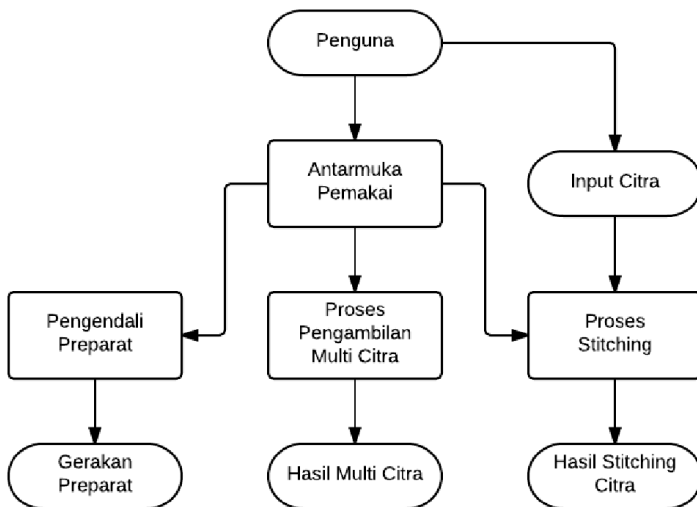 Penguna
Antarmuka
Pemakai
Input Citra
Pengendali
Preparat
Proses
Pengambilan
Multi Citra
Proses
Stitching
Gerakan
Preparat
Hasil Multi Citra
Hasil Stitching
Citra